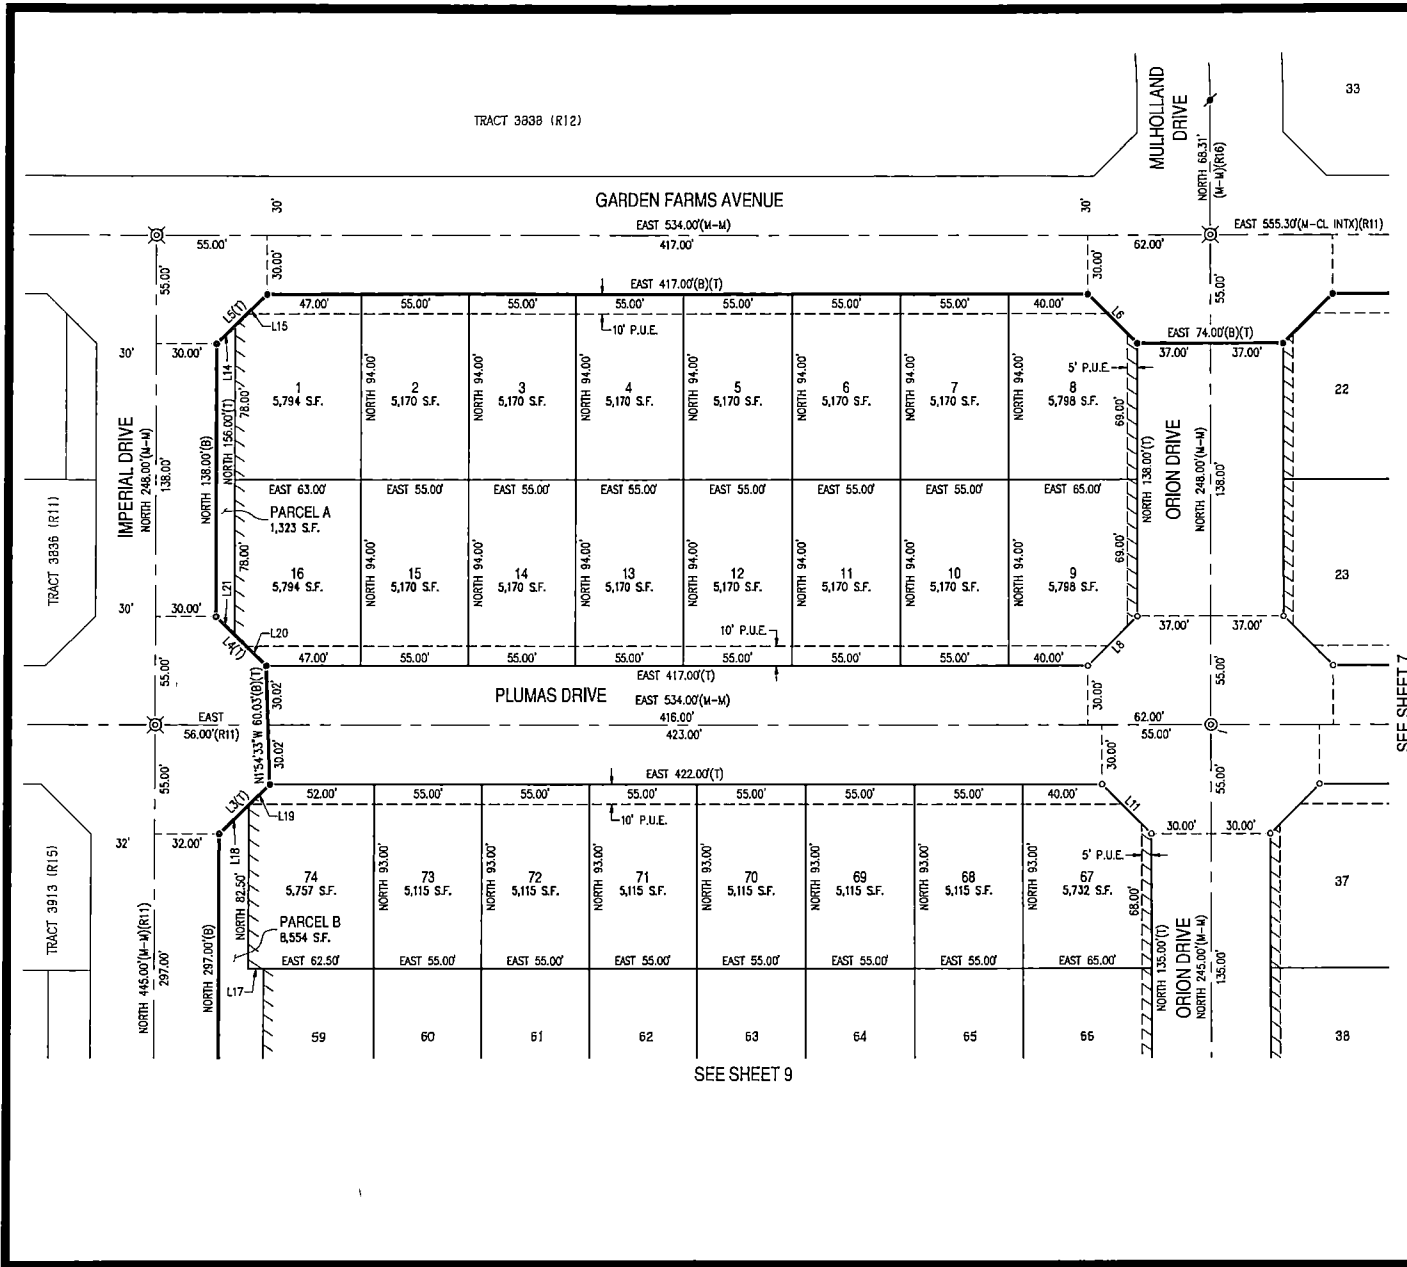 33
MULHOLLAND
DRIVE
TRACT 3838 (R12)
NORTH 68.31'
(M-M)(R16)
30'
GARDEN FARMS AVENUE
30'
EAST 534.00'(M-M)
EAST 555.30'(M-CL INTX)(R11)
55.00'
417.00'
62.00'
55.00'
30.00'
30.00'
55.00'
EAST 417.00'(B)(T)
47.00'
55.00'
55.00'
55.00'
55.00'
55.00'
55.00'
40.00'
L5(T)
L15
10' P.U.E.
L6
EAST 74.00'(B)(T)
37.00'
37.00'
30'
30.00'
L14
5' P.U.E.
78.00'
NORTH 94.00'
NORTH 94.00'
NORTH 94.00'
NORTH 94.00'
NORTH 94.00'
NORTH 94.00'
NORTH 94.00'
69.00'
1
5,794 S.F.
2
5,170 S.F.
3
5,170 S.F.
4
5,170 S.F.
5
5,170 S.F.
6
5,170 S.F.
7
5,170 S.F.
8
5,798 S.F.
22
IMPERIAL DRIVE
NORTH 248.00'(M-M)
138.00'
NORTH 138.00'(B)
NORTH 156.00'(T)
NORTH 138.00'(T)
ORION DRIVE
NORTH 248.00'(M-M)
138.00'
EAST 63.00'
EAST 55.00'
EAST 55.00'
EAST 55.00'
EAST 55.00'
EAST 55.00'
EAST 55.00'
EAST 65.00'
PARCEL A
1,323 S.F.
TRACT 3836 (R11)
78.00'
NORTH 94.00'
NORTH 94.00'
NORTH 94.00'
NORTH 94.00'
NORTH 94.00'
NORTH 94.00'
NORTH 94.00'
69.00'
16
5,794 S.F.
15
5,170 S.F.
14
5,170 S.F.
13
5,170 S.F.
12
5,170 S.F.
11
5,170 S.F.
10
5,170 S.F.
9
5,798 S.F.
23
30'
30.00'
L21
L20
L4(T)
10' P.U.E.
L8
37.00'
37.00'
47.00'
55.00'
55.00'
55.00'
55.00'
55.00'
55.00'
40.00'
EAST 417.00'(T)
55.00'
N1°54'33"W 60.03'(B)(T)
30.02'
30.02'
PLUMAS DRIVE
EAST 534.00'(M-M)
30.00'
55.00'
SEE SHEET 7
EAST
56.00'(R11)
416.00'
423.00'
62.00'
55.00'
55.00'
30.00'
55.00'
EAST 422.00'(T)
52.00'
55.00'
55.00'
55.00'
55.00'
55.00'
55.00'
40.00'
L3(T)
L19
10' P.U.E.
L11
32'
32.00'
L18
30.00'
30.00'
5' P.U.E.
NORTH 82.50'
NORTH 93.00'
NORTH 93.00'
NORTH 93.00'
NORTH 93.00'
NORTH 93.00'
NORTH 93.00'
NORTH 93.00'
68.00'
74
5,757 S.F.
73
5,115 S.F.
72
5,115 S.F.
71
5,115 S.F.
70
5,115 S.F.
69
5,115 S.F.
68
5,115 S.F.
67
5,732 S.F.
37
TRACT 3913 (R15)
PARCEL B
8,554 S.F.
NORTH 445.00'(M-M)(R11)
297.00'
NORTH 297.00'(B)
NORTH 135.00'(T)
ORION DRIVE
NORTH 245.00'(M-M)
135.00'
EAST 62.50'
EAST 55.00'
EAST 55.00'
EAST 55.00'
EAST 55.00'
EAST 55.00'
EAST 55.00'
EAST 65.00'
L17
59
60
61
62
63
64
65
66
38
SEE SHEET 9